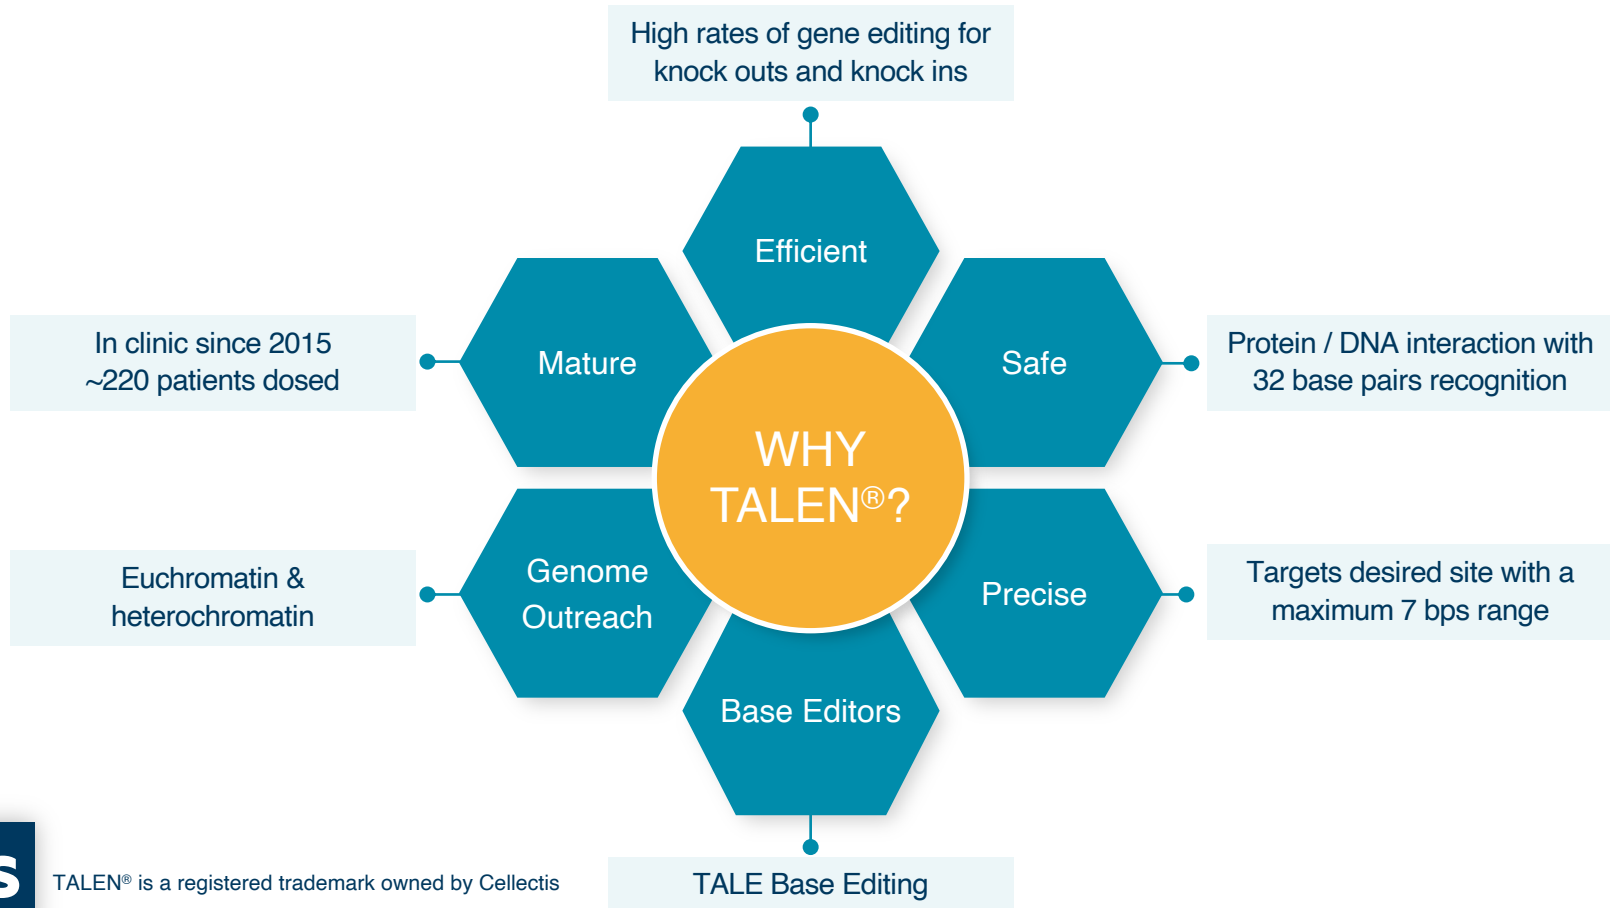 High rates of gene editing for
knock outs and knock ins
Efficient
Mature
Safe
In clinic since 2015
~220 patients dosed
Protein / DNA interaction with
32 base pairs recognition
WHY
TALEN®?
Genome
Outreach
Precise
Euchromatin &
heterochromatin
Targets desired site with a
maximum 7 bps range
Base Editors
TALE Base Editing
s
TALEN® is a registered trademark owned by Cellectis